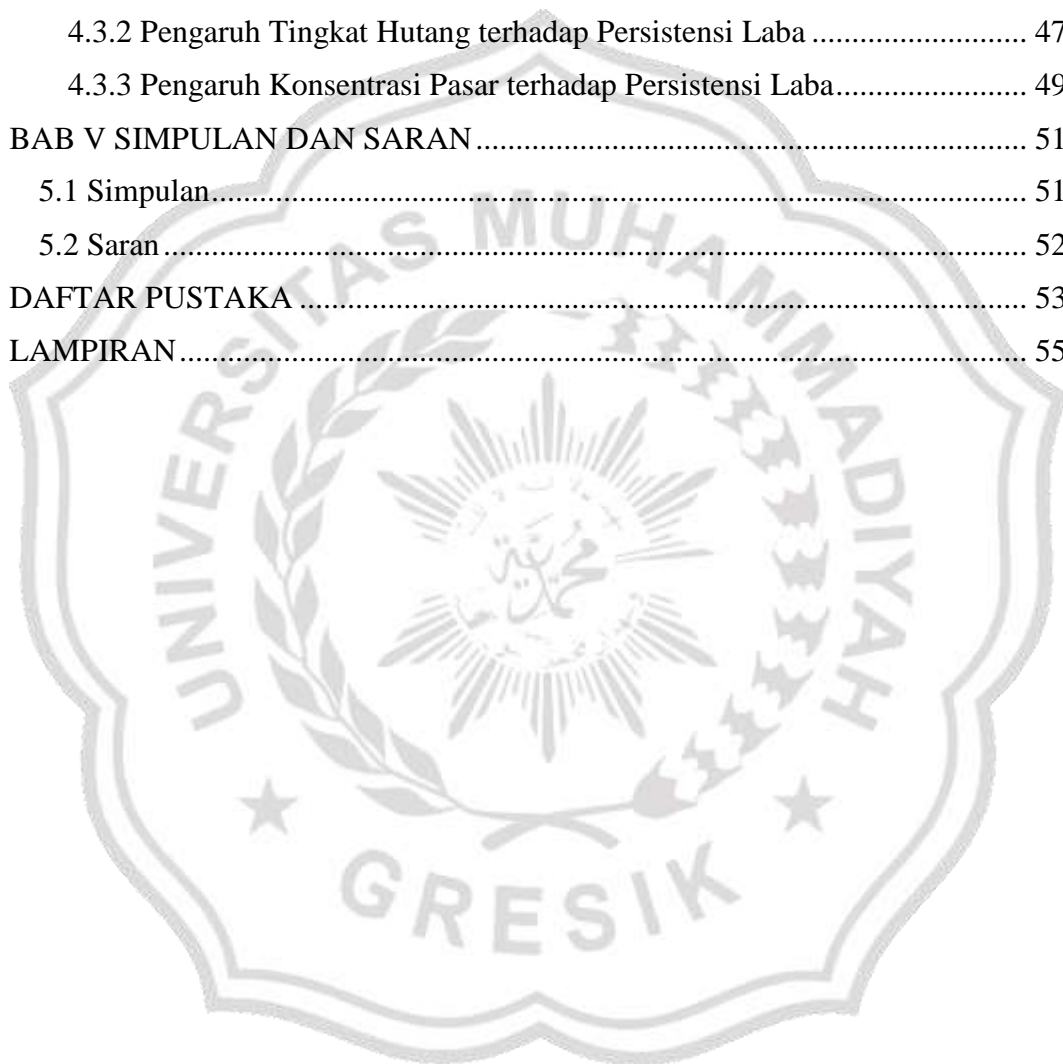 4.3.2 Pengaruh Tingkat Hutang terhadap Persistensi Laba ........................... 47
4.3.3 Pengaruh Konsentrasi Pasar terhadap Persistensi Laba........................ 49
BAB V SIMPULAN DAN SARAN ..................................................................... 51
5.1 Simpulan....................................................................................................... 51
5.2 Saran ............................................................................................................. 52
DAFTAR PUSTAKA ........................................................................................... 53
LAMPIRAN.......................................................................................................... 55
UNIVERSITAS MUHAMMADIYAH
GRESIK